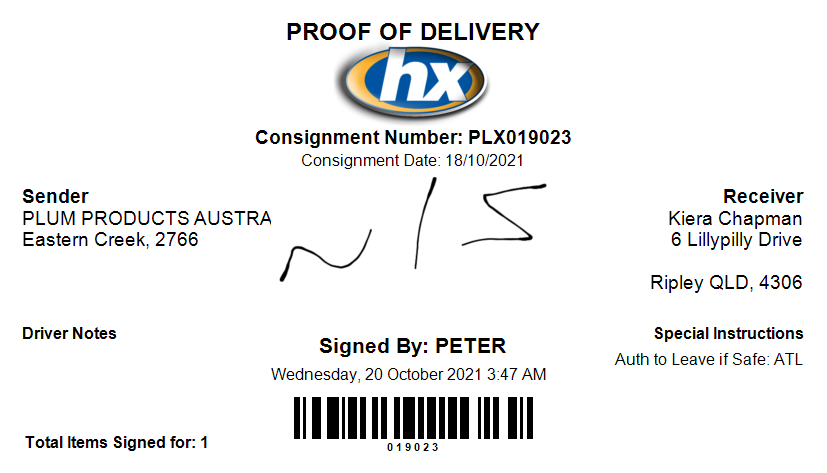 PROOF OF DELIVERY
hx
Consignment Number: PLX019023
Consignment Date: 18/10/2021
Sender
PLUM PRODUCTS AUSTRA
Eastern Creek, 2766
N/S
Receiver
Kiera Chapman
6 Lillypilly Drive
Ripley QLD, 4306
Driver Notes
Signed By: PETER
Wednesday, 20 October 2021 3:47 AM
Special Instructions
Auth to Leave if Safe: ATL
Total Items Signed for: 1
019023